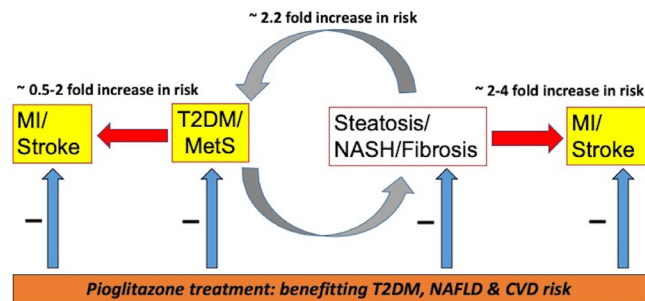 ~ 2.2 fold increase in risk
~ 0.5-2 fold increase in risk
~ 2-4 fold increase in risk
MI/
Stroke
T2DM/
MetS
Steatosis/
NASH/Fibrosis
MI/
Stroke
–
–
–
–
Pioglitazone treatment: benefitting T2DM, NAFLD & CVD risk